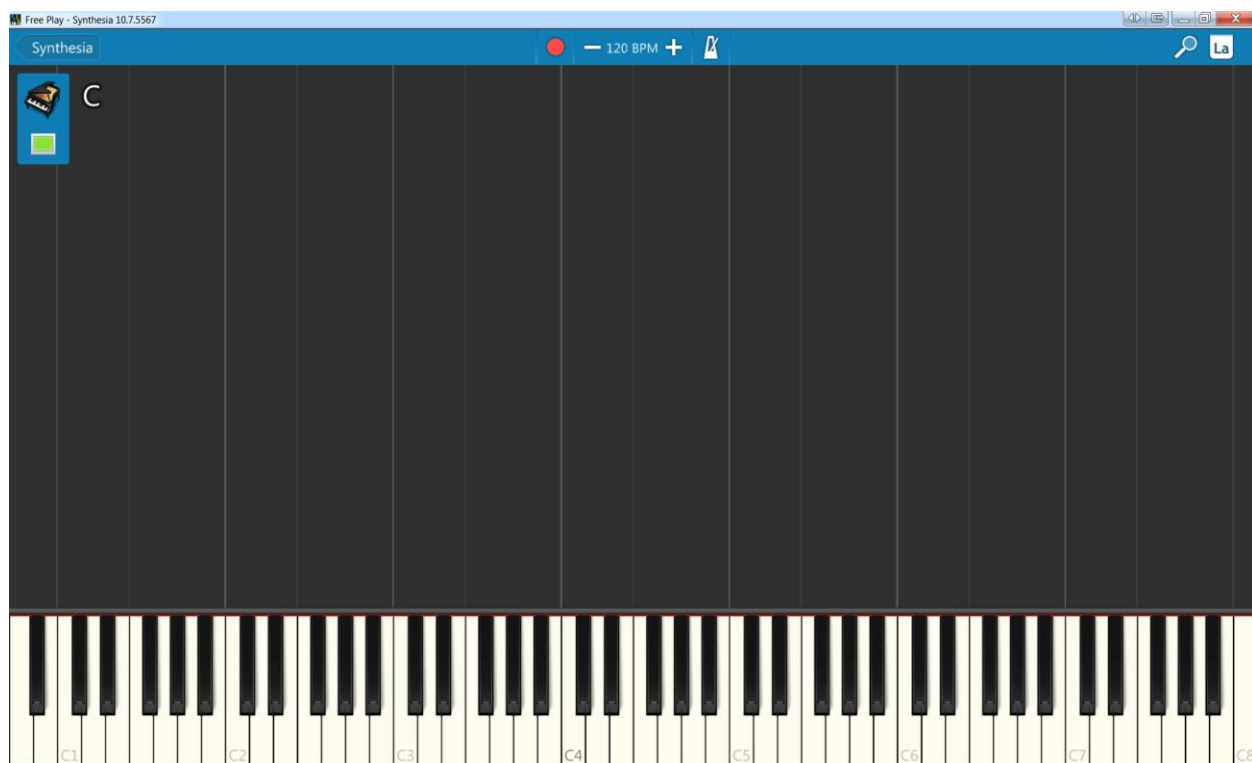 Free Play - Synthesia 10.7.5567
Synthesia
120 BPM
La
C
C1 C2 C3 C4 C5 C6 C7 C8